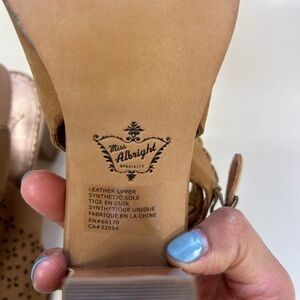 Miss
Albright
SPECIALTY
LEATHER UPPER
SYNTHETIC SOLE
TIGE EN CUIR
SYNTHETIQUE UNIQUE
FABRIQUÉ EN LA CHINE
RN#66170
CA#32054